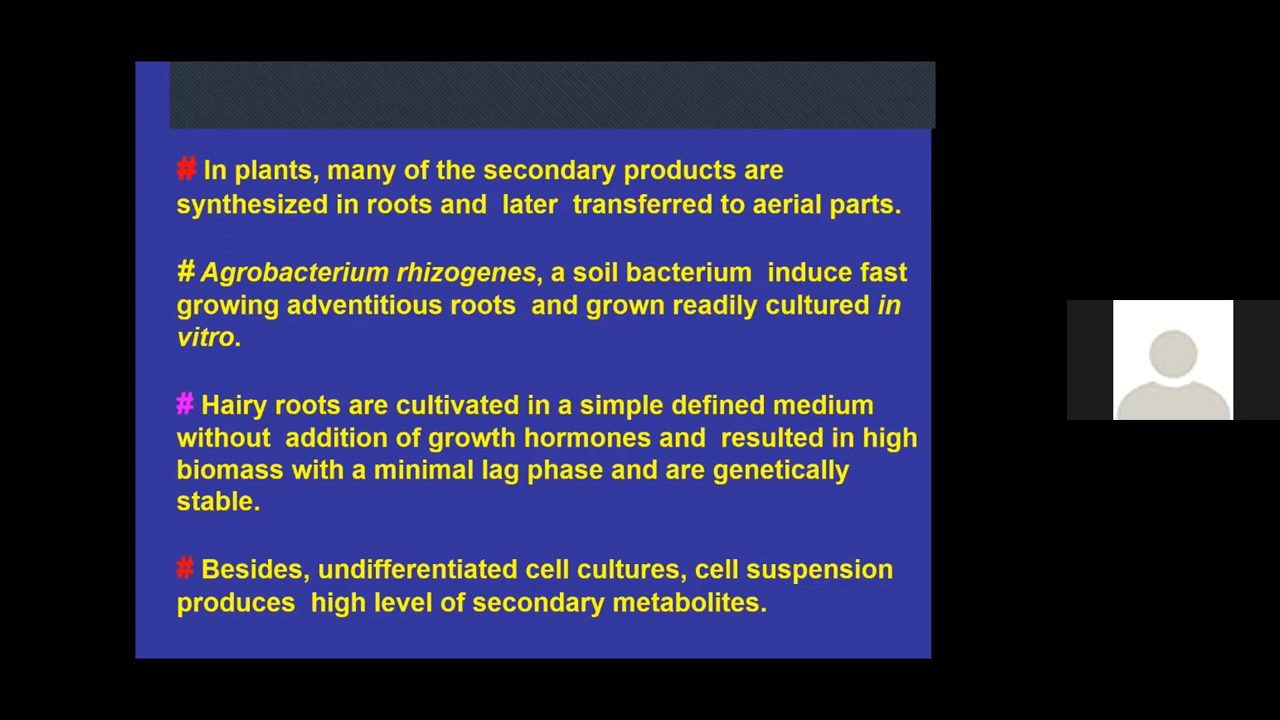 # In plants, many of the secondary products are
synthesized in roots and later transferred to aerial parts.
# Agrobacterium rhizogenes, a soil bacterium induce fast
growing adventitious roots and grown readily cultured in
vitro.
# Hairy roots are cultivated in a simple defined medium
without addition of growth hormones and resulted in high
biomass with a minimal lag phase and are genetically
stable.
# Besides, undifferentiated cell cultures, cell suspension
produces high level of secondary metabolites.